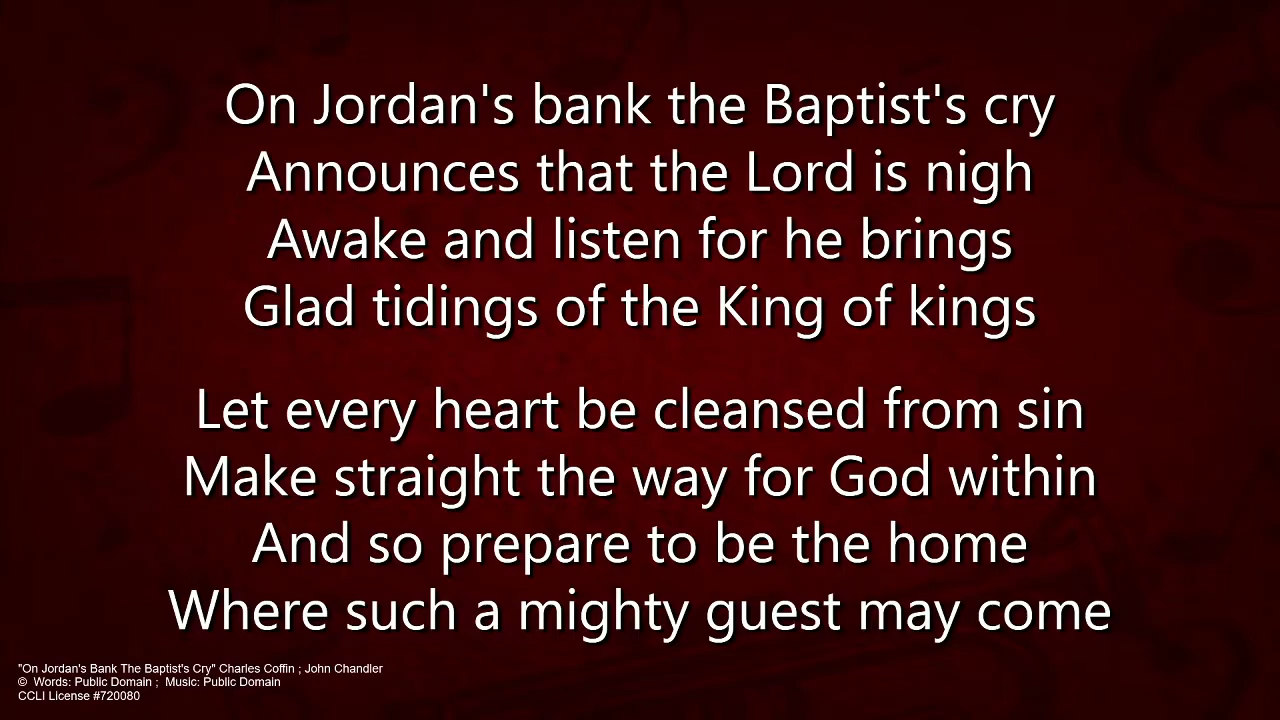 On Jordan's bank the Baptist's cry
Announces that the Lord is nigh
Awake and listen for he brings
Glad tidings of the King of kings
Let every heart be cleansed from sin
Make straight the way for God within
And so prepare to be the home
Where such a mighty guest may come
"On Jordan's Bank The Baptist's Cry" Charles Coffin ; John Chandler
© Words: Public Domain ; Music: Public Domain
CCLI License #720080